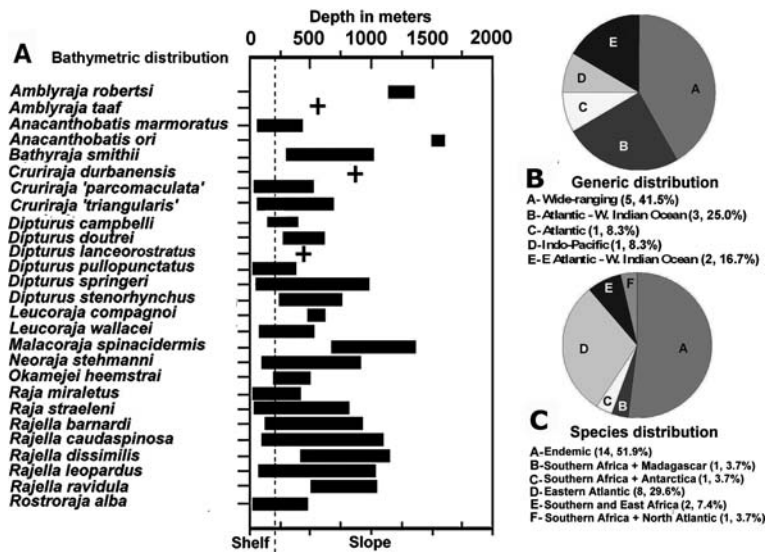 Depth in meters
A Bathymetric distribution
0 500 1000 1500 2000
Amblyraja robertsi
Amblyraja taaf
Anacanthobatis marmoratus
Anacanthobatis ori
Bathyraja smithii
Cruriraja durbanensis
Cruriraja 'parcomaculata'
Cruriraja 'triangularis'
Dipturus campbelli
Dipturus doutrei
Dipturus lanceorostratus
Dipturus pullopunctatus
Dipturus springeri
Dipturus stenorhynchus
Leucoraja compagnoi
Leucoraja wallacei
Malacoraja spinacidermis
Neoraja stehmanni
Okamejei heemstrai
Raja miraletus
Raja straeleni
Rajella barnardi
Rajella caudaspinosa
Rajella dissimilis
Rajella leopardus
Rajella ravidula
Rostroraja alba
0 500 1000 1500 2000
Shelf Slope
E
D
A
C
B
B Generic distribution
A- Wide-ranging (5, 41.5%)
B- Atlantic - W. Indian Ocean (3, 25.0%)
C- Atlantic (1, 8.3%)
D- Indo-Pacific (1, 8.3%)
E- E Atlantic - W. Indian Ocean (2, 16.7%)
E F
D
A
C
B
C Species distribution
A- Endemic (14, 51.9%)
B- Southern Africa + Madagascar (1, 3.7%)
C- Southern Africa + Antarctica (1, 3.7%)
D- Eastern Atlantic (8, 29.6%)
E- Southern and East Africa (2, 7.4%)
F- Southern Africa + North Atlantic (1, 3.7%)